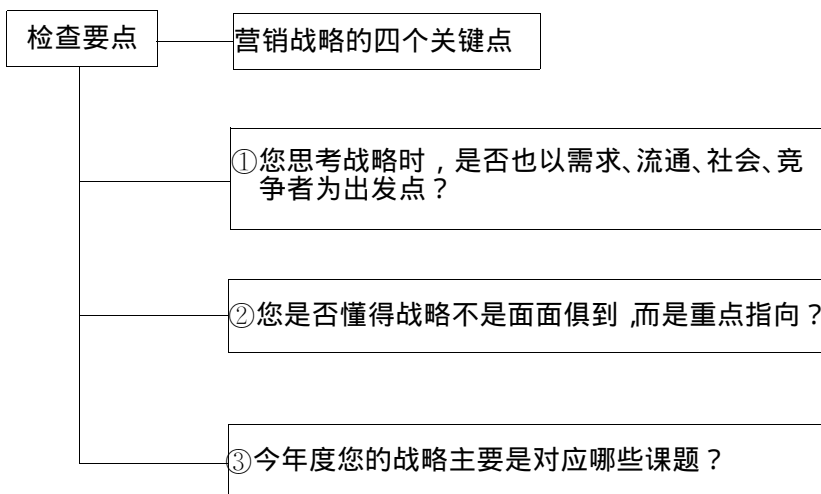 检查要点
营销战略的四个关键点
①您思考战略时，是否也以需求、流通、社会、竞
争者为出发点？
②您是否懂得战略不是面面俱到,而是重点指向？
③今年度您的战略主要是对应哪些课题？